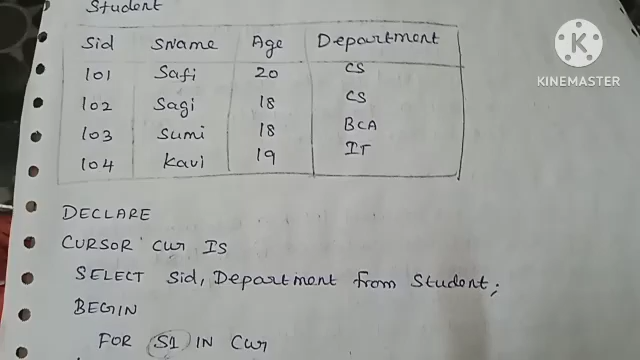 Student
Sid SName Age Department
101 Safi 20 CS
102 Sagi 18 CS
103 Sumi 18 BCA
104 Kavi 19 IT
K
KINEMASTER
DECLARE
CURSOR cur IS
SELECT Sid, Department from Student;
BEGIN
FOR S1 IN Cur